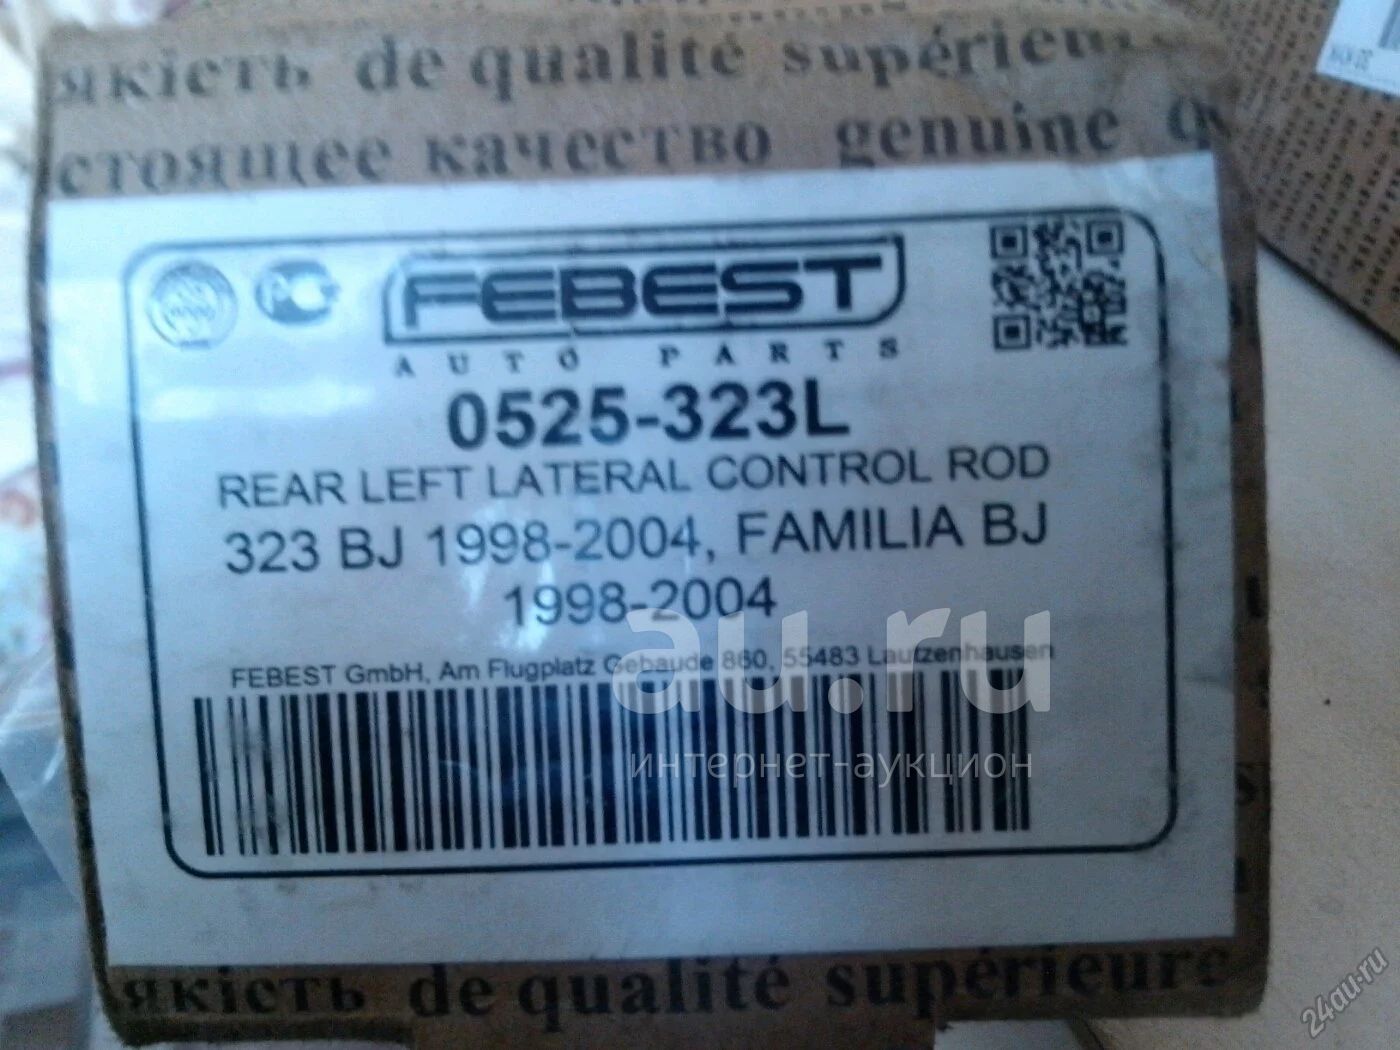 якість de qualité supérieure
стоящее качество genuine
FEBEST
AUTO PARTS
0525-323L
REAR LEFT LATERAL CONTROL ROD
323 BJ 1998-2004, FAMILIA BJ
1998-2004
FEBEST GmbH, Am Flugplatz Gebaude 860, 55483 Lautzenhausen
au.ru
интернет-аукцион
якість de qualité supérieure
24au.ru